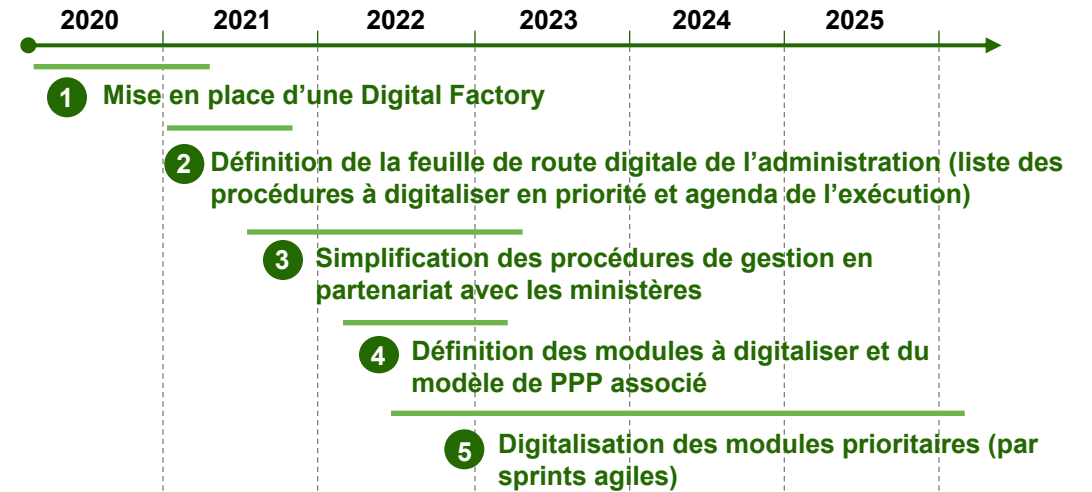 2020 2021 2022 2023 2024 2025
1 Mise en place d’une Digital Factory
2 Définition de la feuille de route digitale de l’administration (liste des
procédures à digitaliser en priorité et agenda de l’exécution)
3 Simplification des procédures de gestion en
partenariat avec les ministères
4 Définition des modules à digitaliser et du
modèle de PPP associé
5 Digitalisation des modules prioritaires (par
sprints agiles)